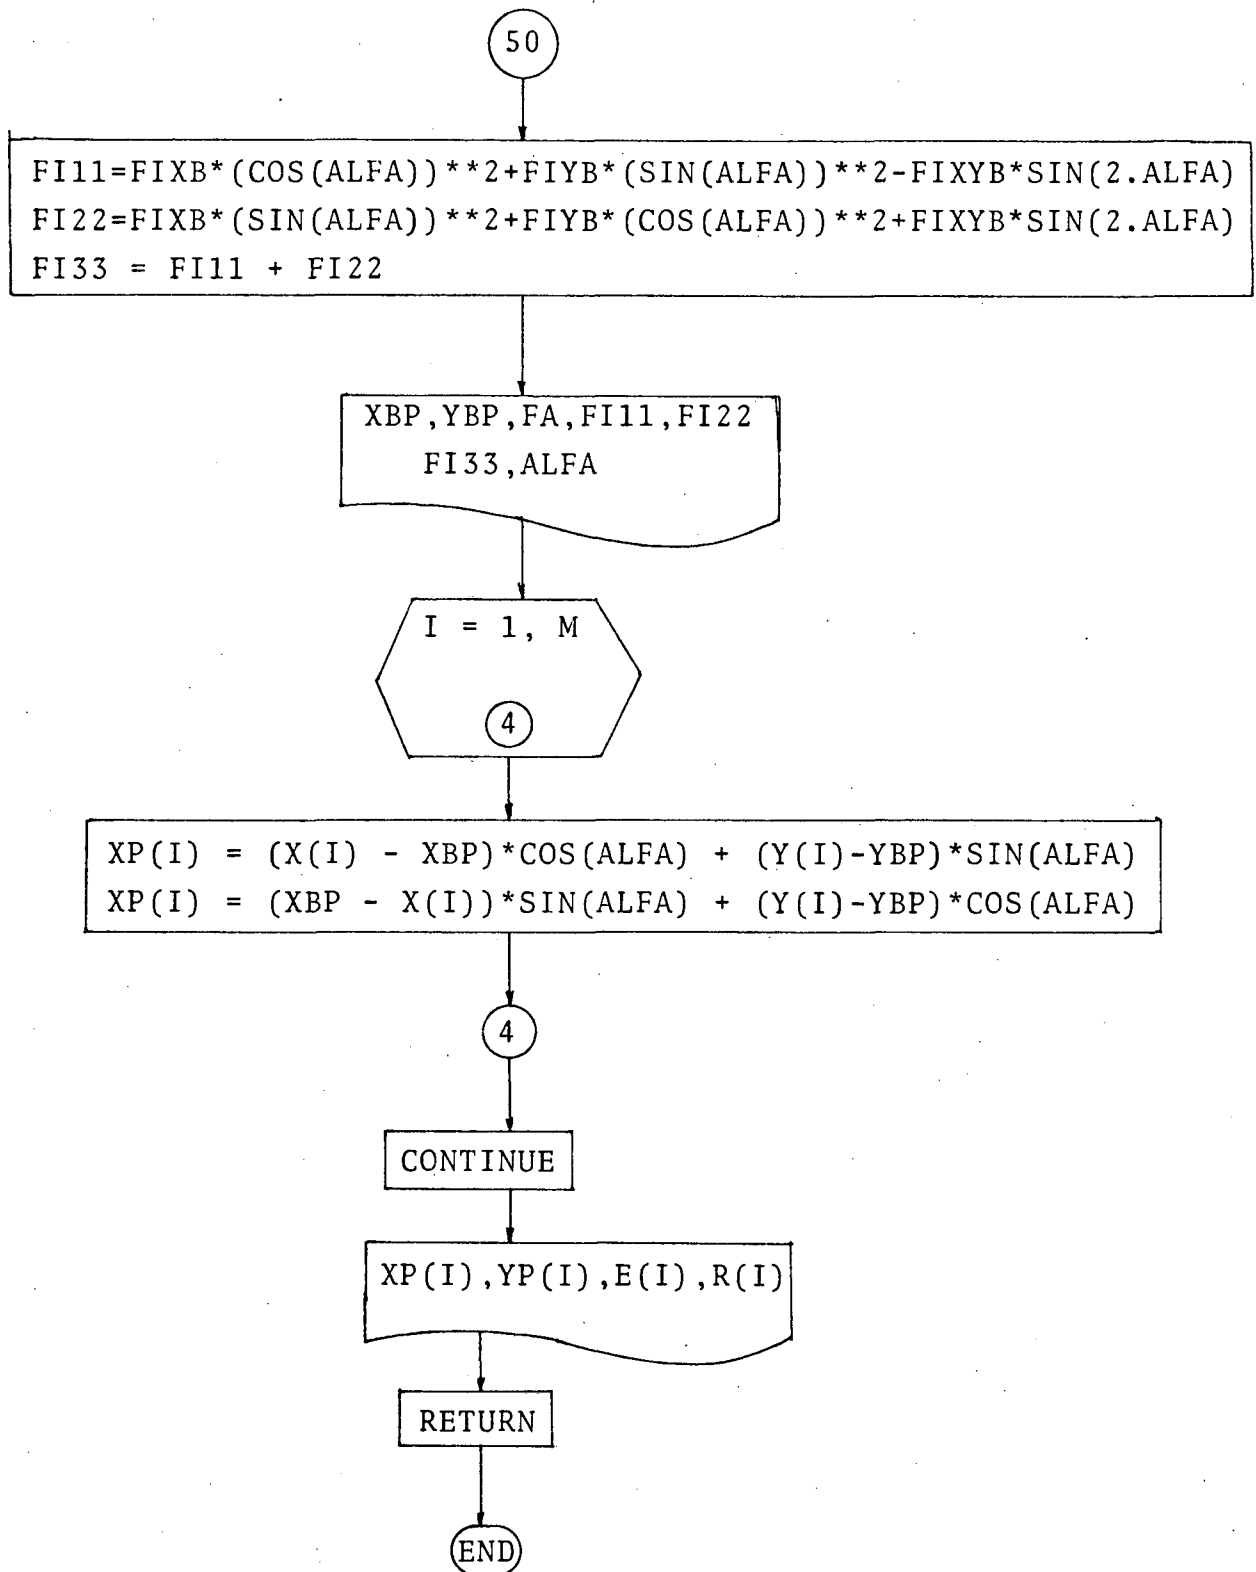 50
FI11=FIXB*(COS(ALFA))**2+FIYB*(SIN(ALFA))**2-FIXYB*SIN(2.ALFA)
FI22=FIXB*(SIN(ALFA))**2+FIYB*(COS(ALFA))**2+FIXYB*SIN(2.ALFA)
FI33 = FI11 + FI22
XBP,YBP,FA,FI11,FI22
FI33,ALFA
I = 1, M
4
XP(I) = (X(I) - XBP)*COS(ALFA) + (Y(I)-YBP)*SIN(ALFA)
XP(I) = (XBP - X(I))*SIN(ALFA) + (Y(I)-YBP)*COS(ALFA)
4
CONTINUE
XP(I),YP(I),E(I),R(I)
RETURN
END